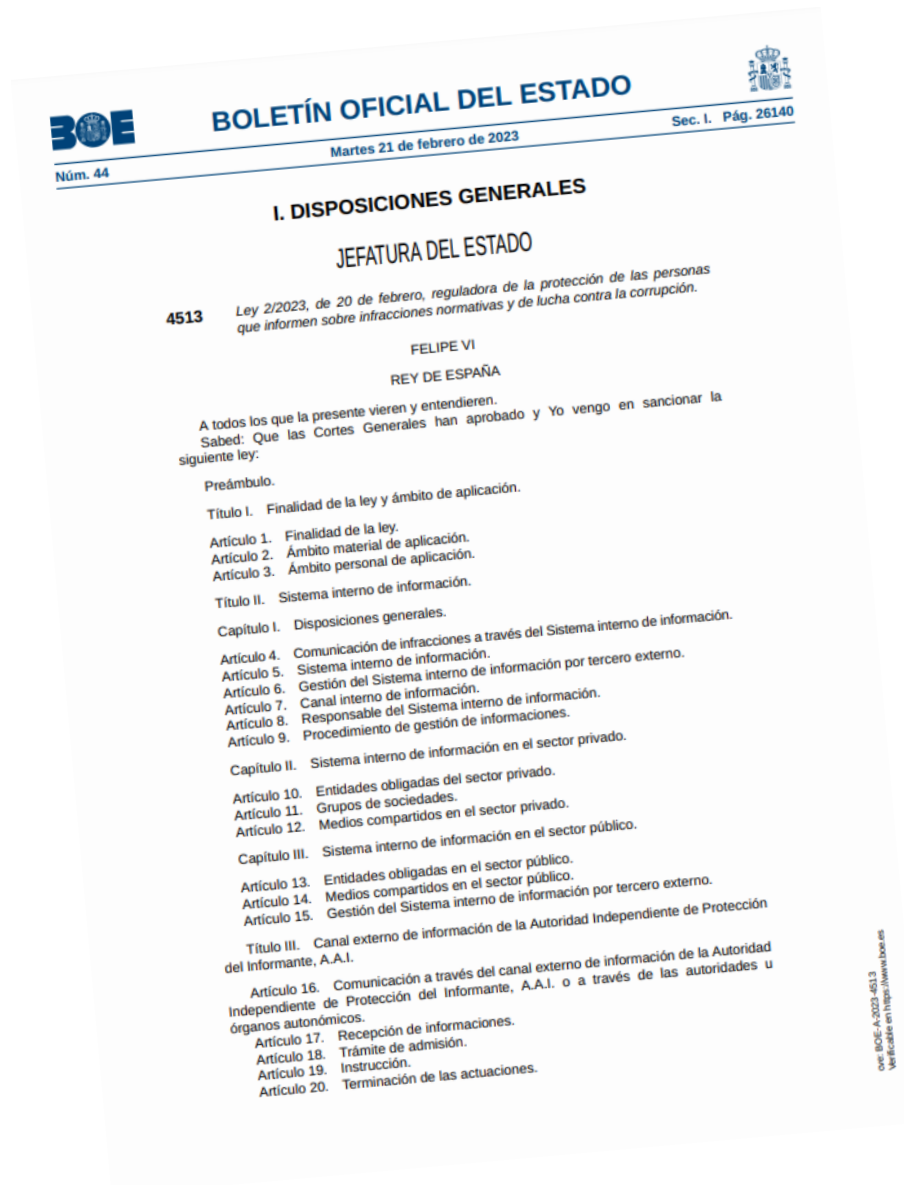 BOE
BOLETÍN OFICIAL DEL ESTADO
Núm. 44
Martes 21 de febrero de 2023
Sec. I. Pág. 26140
I. DISPOSICIONES GENERALES
JEFATURA DEL ESTADO
4513
Ley 2/2023, de 20 de febrero, reguladora de la protección de las personas
que informen sobre infracciones normativas y de lucha contra la corrupción.
FELIPE VI
REY DE ESPAÑA
A todos los que la presente vieren y entendieren.
Sabed: Que las Cortes Generales han aprobado y Yo vengo en sancionar la
siguiente ley:
Preámbulo.
Título I. Finalidad de la ley y ámbito de aplicación.
Artículo 1. Finalidad de la ley.
Artículo 2. Ámbito material de aplicación.
Artículo 3. Ámbito personal de aplicación.
Título II. Sistema interno de información.
Capítulo I. Disposiciones generales.
Artículo 4. Comunicación de infracciones a través del Sistema interno de información.
Artículo 5. Sistema interno de información.
Artículo 6. Gestión del Sistema interno de información por tercero externo.
Artículo 7. Canal interno de información.
Artículo 8. Responsable del Sistema interno de información.
Artículo 9. Procedimiento de gestión de informaciones.
Capítulo II. Sistema interno de información en el sector privado.
Artículo 10. Entidades obligadas del sector privado.
Artículo 11. Grupos de sociedades.
Artículo 12. Medios compartidos en el sector privado.
Capítulo III. Sistema interno de información en el sector público.
Artículo 13. Entidades obligadas en el sector público.
Artículo 14. Medios compartidos en el sector público.
Artículo 15. Gestión del Sistema interno de información por tercero externo.
Título III. Canal externo de información de la Autoridad Independiente de Protección
del Informante, A.A.I.
Artículo 16. Comunicación a través del canal externo de información de la Autoridad
Independiente de Protección del Informante, A.A.I. o a través de las autoridades u
órganos autonómicos.
Artículo 17. Recepción de informaciones.
Artículo 18. Trámite de admisión.
Artículo 19. Instrucción.
Artículo 20. Terminación de las actuaciones.
cve: BOE-A-2023-4513
Verificable en https://www.boe.es